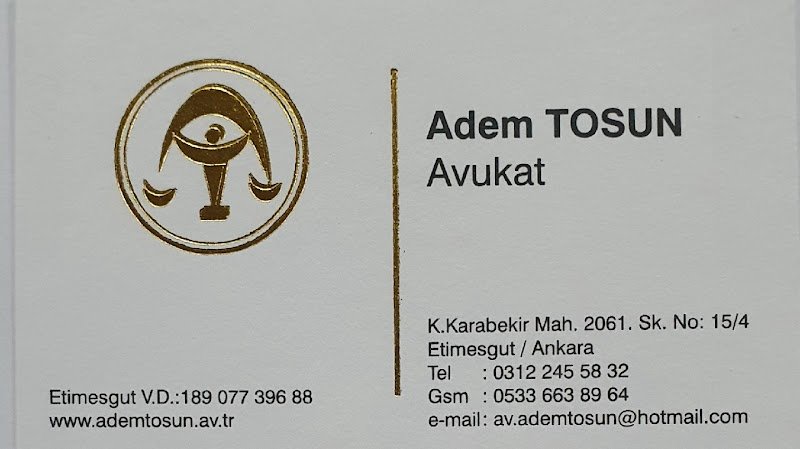 Adem TOSUN
Avukat
K.Karabekir Mah. 2061. Sk. No: 15/4
Etimesgut / Ankara
Tel : 0312 245 58 32
Gsm : 0533 663 89 64
e-mail : av.ademtosun@hotmail.com
Etimesgut V.D.:189 077 396 88
www.ademtosun.av.tr